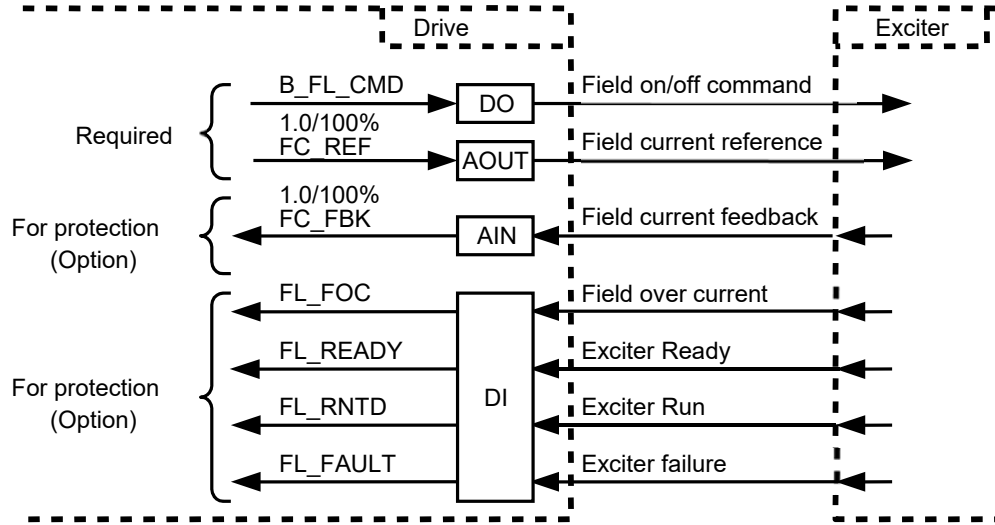 Drive
Exciter
Required
B_FL_CMD
DO
Field on/off command
1.0/100%
FC_REF
AOUT
Field current reference
For protection
(Option)
1.0/100%
FC_FBK
AIN
Field current feedback
For protection
(Option)
FL_FOC
Field over current
FL_READY
Exciter Ready
DI
FL_RNTD
Exciter Run
FL_FAULT
Exciter failure